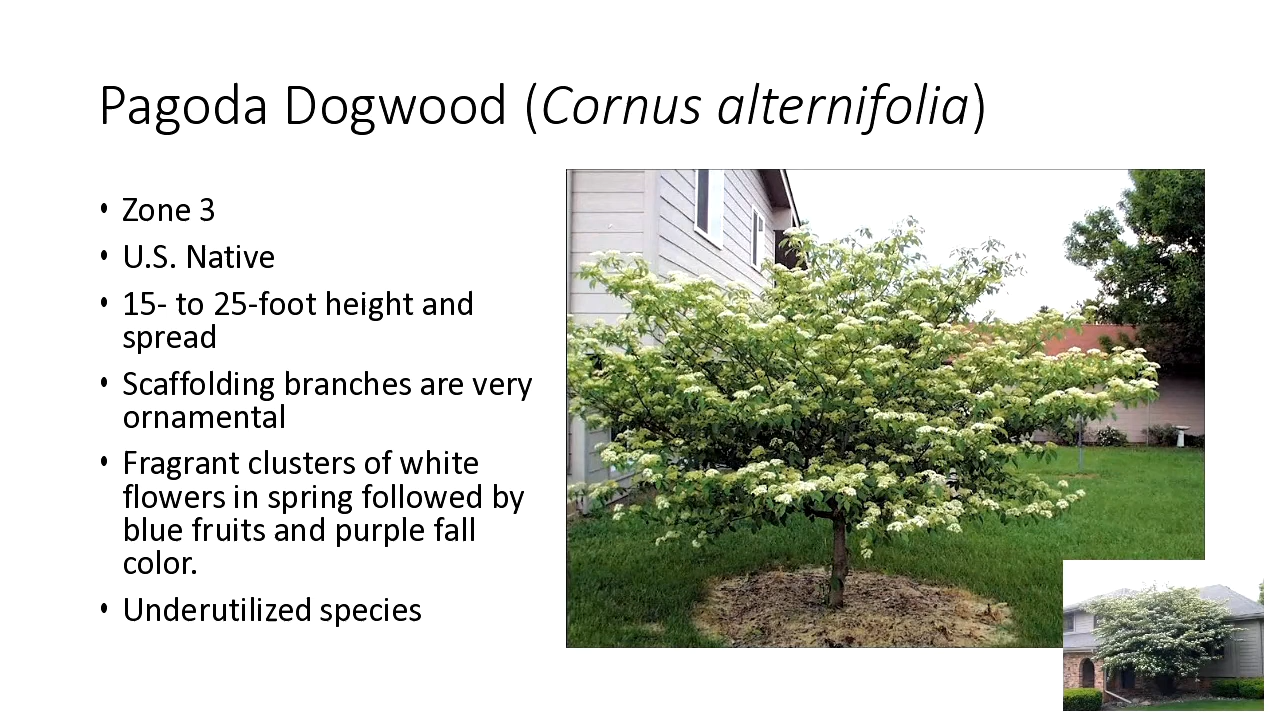 Pagoda Dogwood (Cornus alternifolia)
• Zone 3
• U.S. Native
• 15- to 25-foot height and
spread
• Scaffolding branches are very
ornamental
• Fragrant clusters of white
flowers in spring followed by
blue fruits and purple fall
color.
• Underutilized species